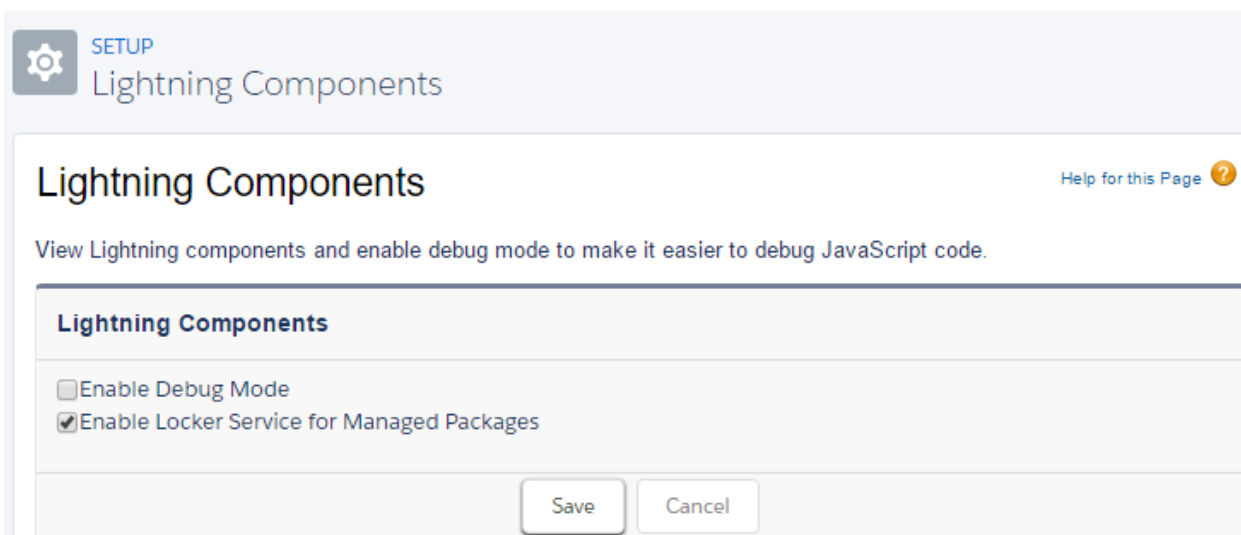 SETUP
Lightning Components
Lightning Components
Help for this Page ?
View Lightning components and enable debug mode to make it easier to debug JavaScript code.
Lightning Components
Enable Debug Mode
Enable Locker Service for Managed Packages
Save Cancel